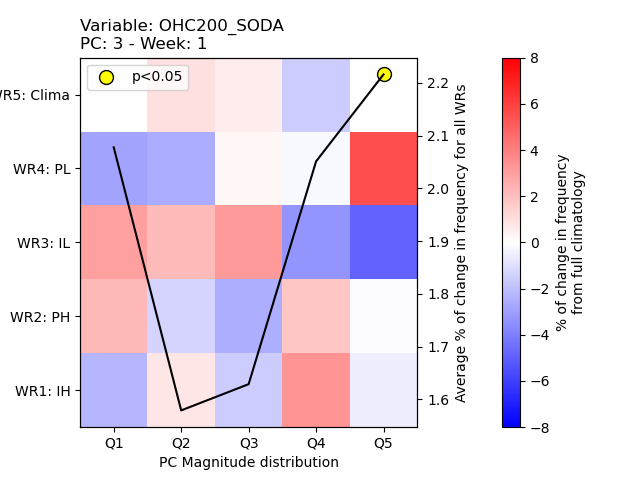 Variable: OHC200_SODA
PC: 3 - Week: 1
p<0.05
WR5: Clima
WR4: PL
WR3: IL
WR2: PH
WR1: IH
Q1 Q2 Q3 Q4 Q5
PC Magnitude distribution
2.2
2.1
2.0
1.9
1.8
1.7
1.6
Average % of change in frequency for all WRs
8
6
4
2
0
−2
−4
−6
−8
% of change in frequency
from full climatology